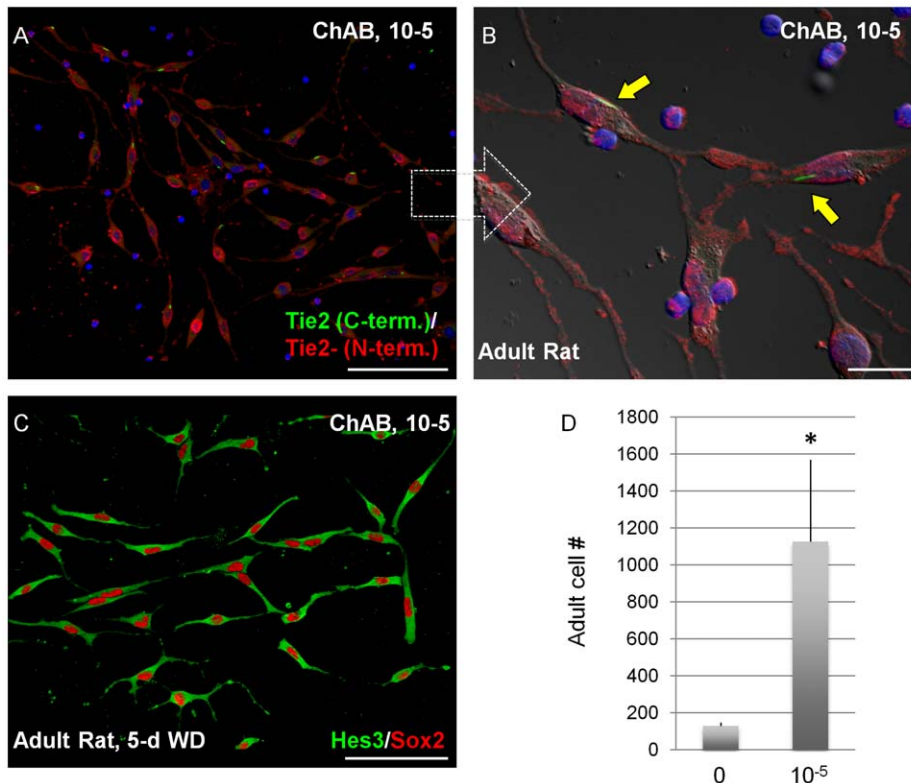 A
ChAB, 10-5
Tie2 (C-term.)/
Tie2- (N-term.)
B
ChAB, 10-5
Adult Rat
C
ChAB, 10-5
Adult Rat, 5-d WD
Hes3/Sox2
D
1800
1600
1400
1200
1000
800
600
400
200
0
Adult cell #
*
0
10⁻⁵